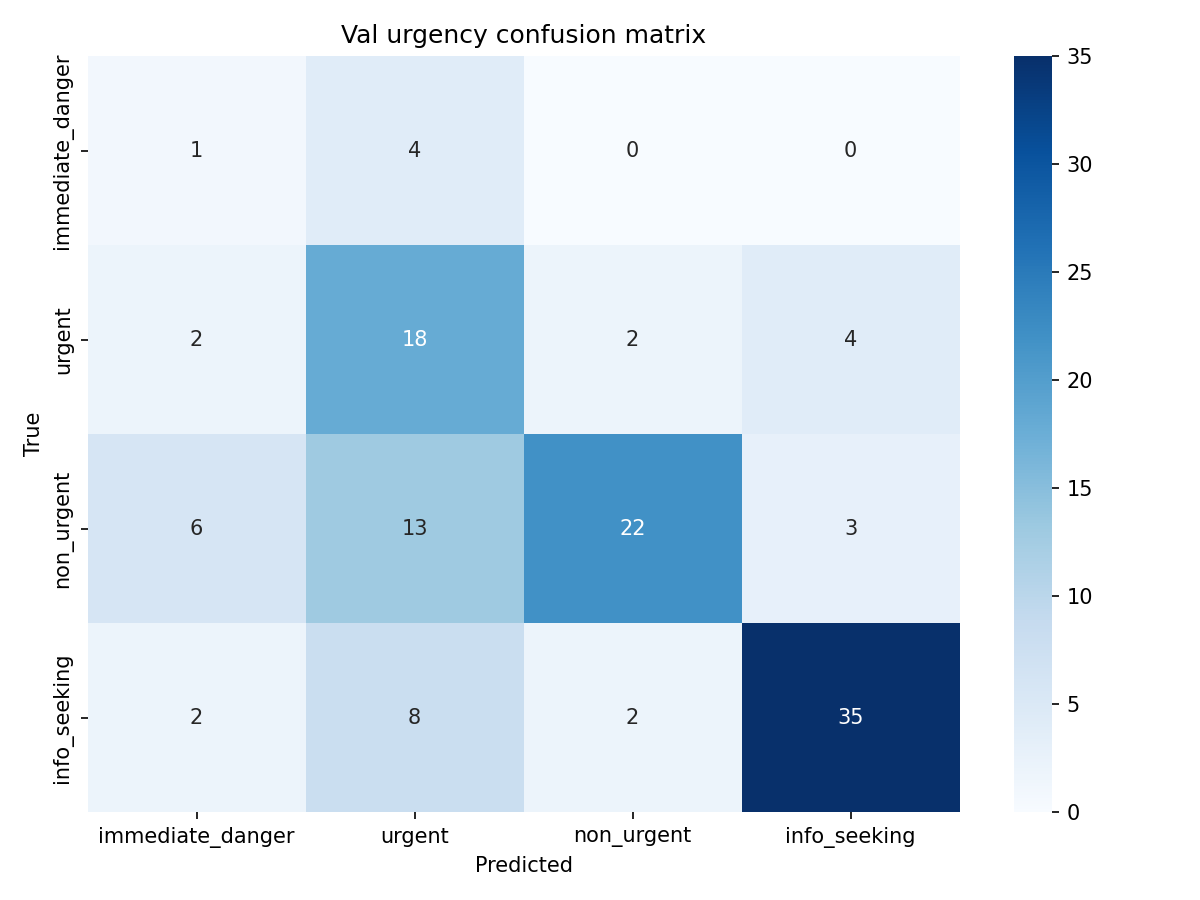 Val urgency confusion matrix
True
immediate_danger
1 4 0 0
urgent
2 18 2 4
non_urgent
6 13 22 3
info_seeking
2 8 2 35
immediate_danger urgent non_urgent info_seeking
Predicted
35
30
25
20
15
10
5
0